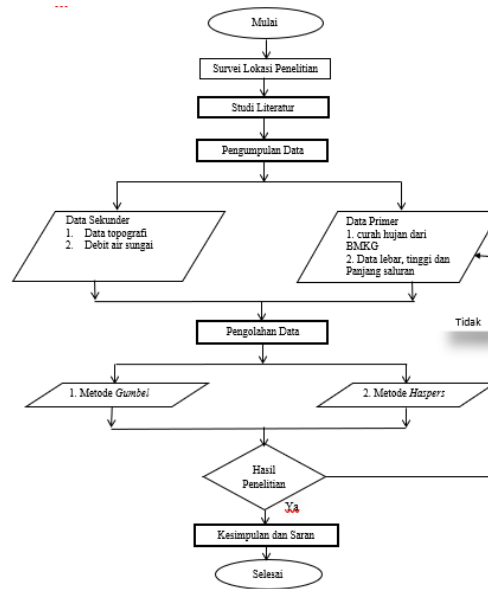 Mulai
Survei Lokasi Penelitian
Studi Literatur
Pengumpulan Data
Data Sekunder
1. Data topografi
2. Debit air sungai
Data Primer
1. curah hujan dari
BMKG
2. Data lebar, tinggi dan
Panjang saluran
Tidak
Pengolahan Data
1. Metode Gumbel
2. Metode Haspers
Hasil
Penelitian
Ya
Kesimpulan dan Saran
Selesai